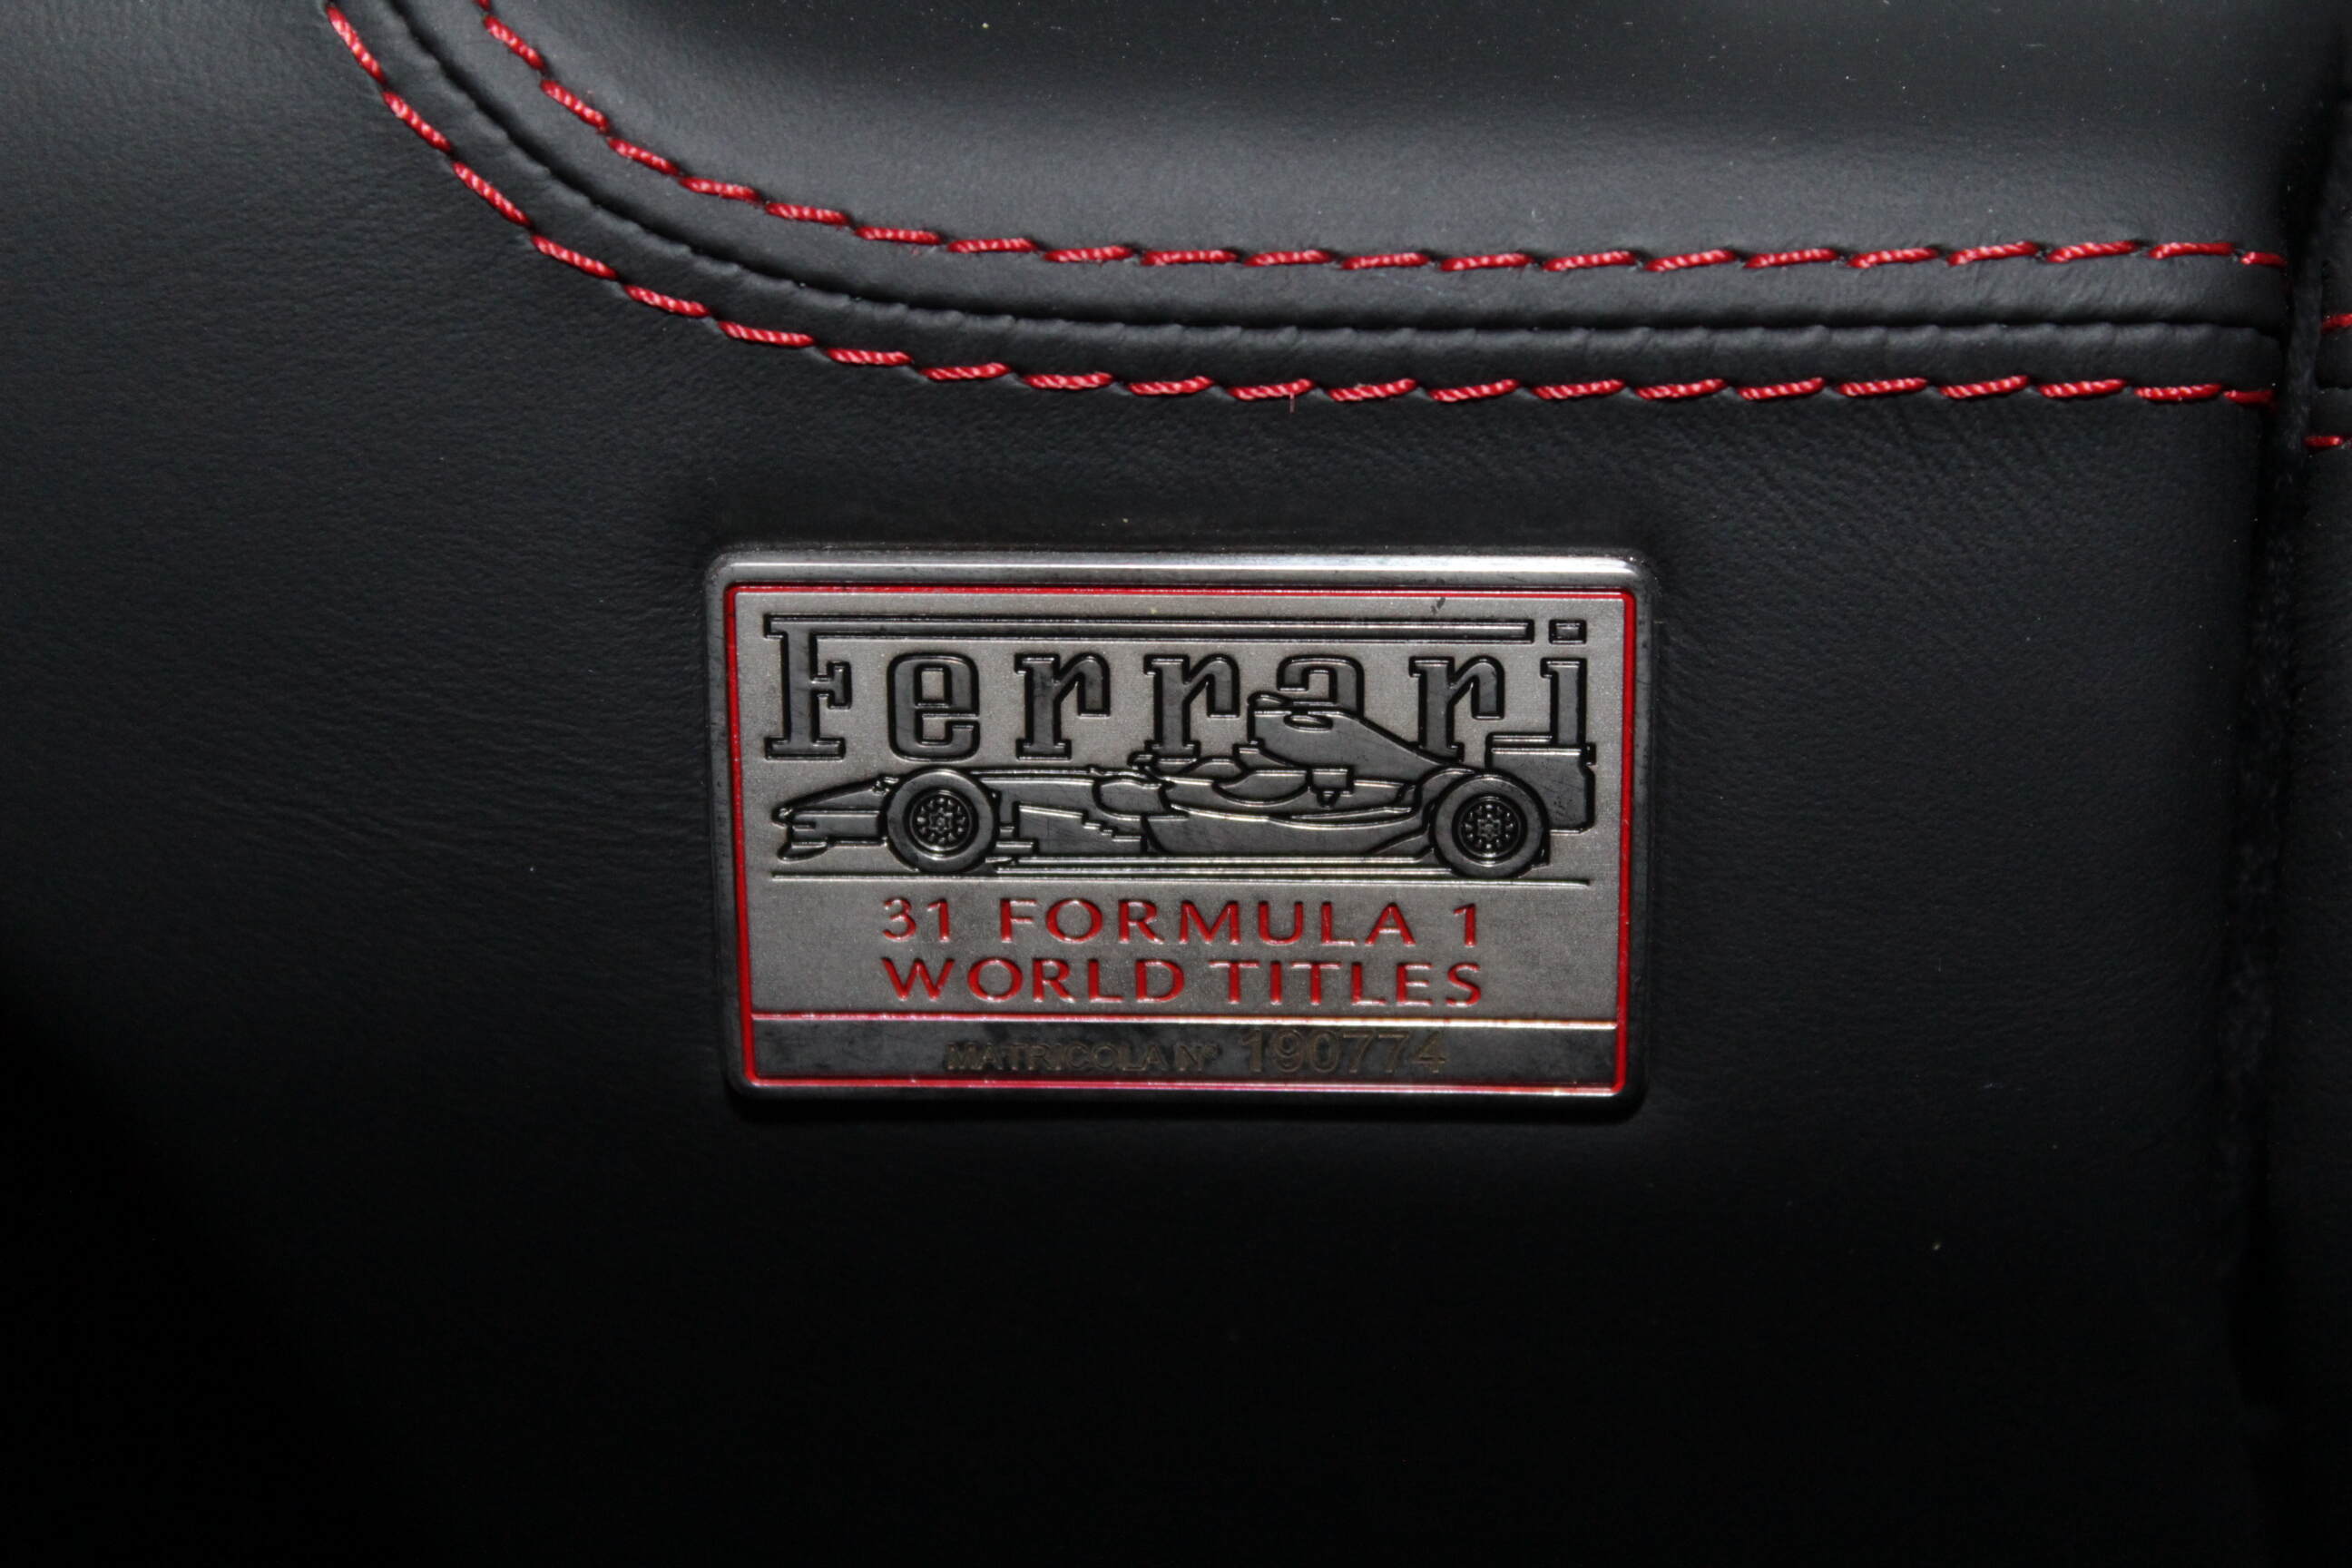 Ferrari
31 FORMULA 1
WORLD TITLES
MATRICOLA N° 190774